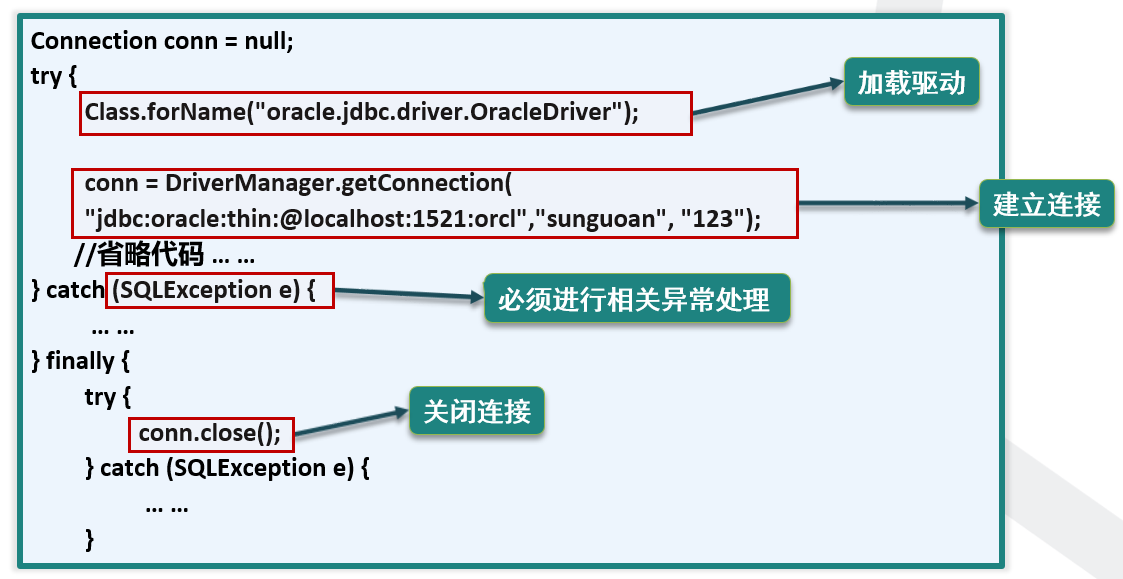 Connection conn = null;
try {
Class.forName("oracle.jdbc.driver.OracleDriver");
加载驱动
conn = DriverManager.getConnection(
"jdbc:oracle:thin:@localhost:1521:orcl","sunguoan", "123");
建立连接
//省略代码 ... ...
} catch (SQLException e) {
必须进行相关异常处理
... ...
} finally {
try {
conn.close();
关闭连接
} catch (SQLException e) {
... ...
}